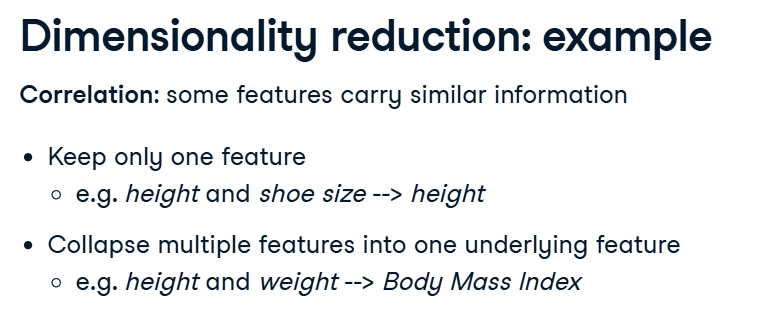 Dimensionality reduction: example
Correlation: some features carry similar information
• Keep only one feature
○ e.g. height and shoe size --> height
• Collapse multiple features into one underlying feature
○ e.g. height and weight --> Body Mass Index